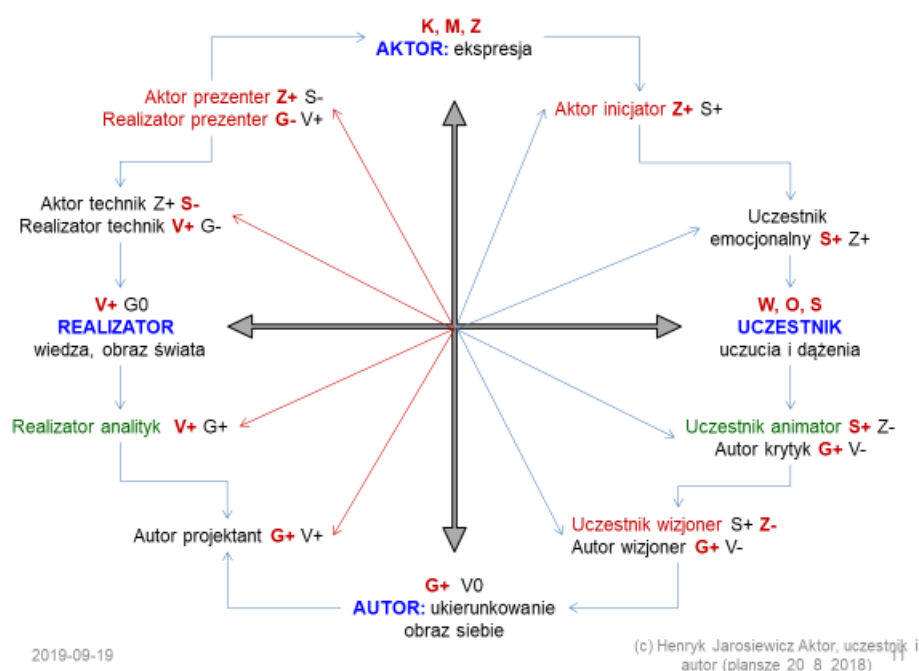 K, M, Z
AKTOR: ekspresja
Aktor prezenter Z+ S-
Realizator prezenter G- V+
Aktor inicjator Z+ S+
Aktor technik Z+ S-
Realizator technik V+ G-
Uczestnik
emocjonalny S+ Z+
V+ G0
REALIZATOR
wiedza, obraz świata
W, O, S
UCZESTNIK
uczucia i dążenia
Realizator analityk V+ G+
Uczestnik animator S+ Z-
Autor krytyk G+ V-
Autor projektant G+ V+
Uczestnik wizjoner S+ Z-
Autor wizjoner G+ V-
G+ V0
AUTOR: ukierunkowanie
obraz siebie
2019-09-19
(c) Henryk Jarosiewicz Aktor, uczestnik i
autor (plansze 20 8 2018)
11